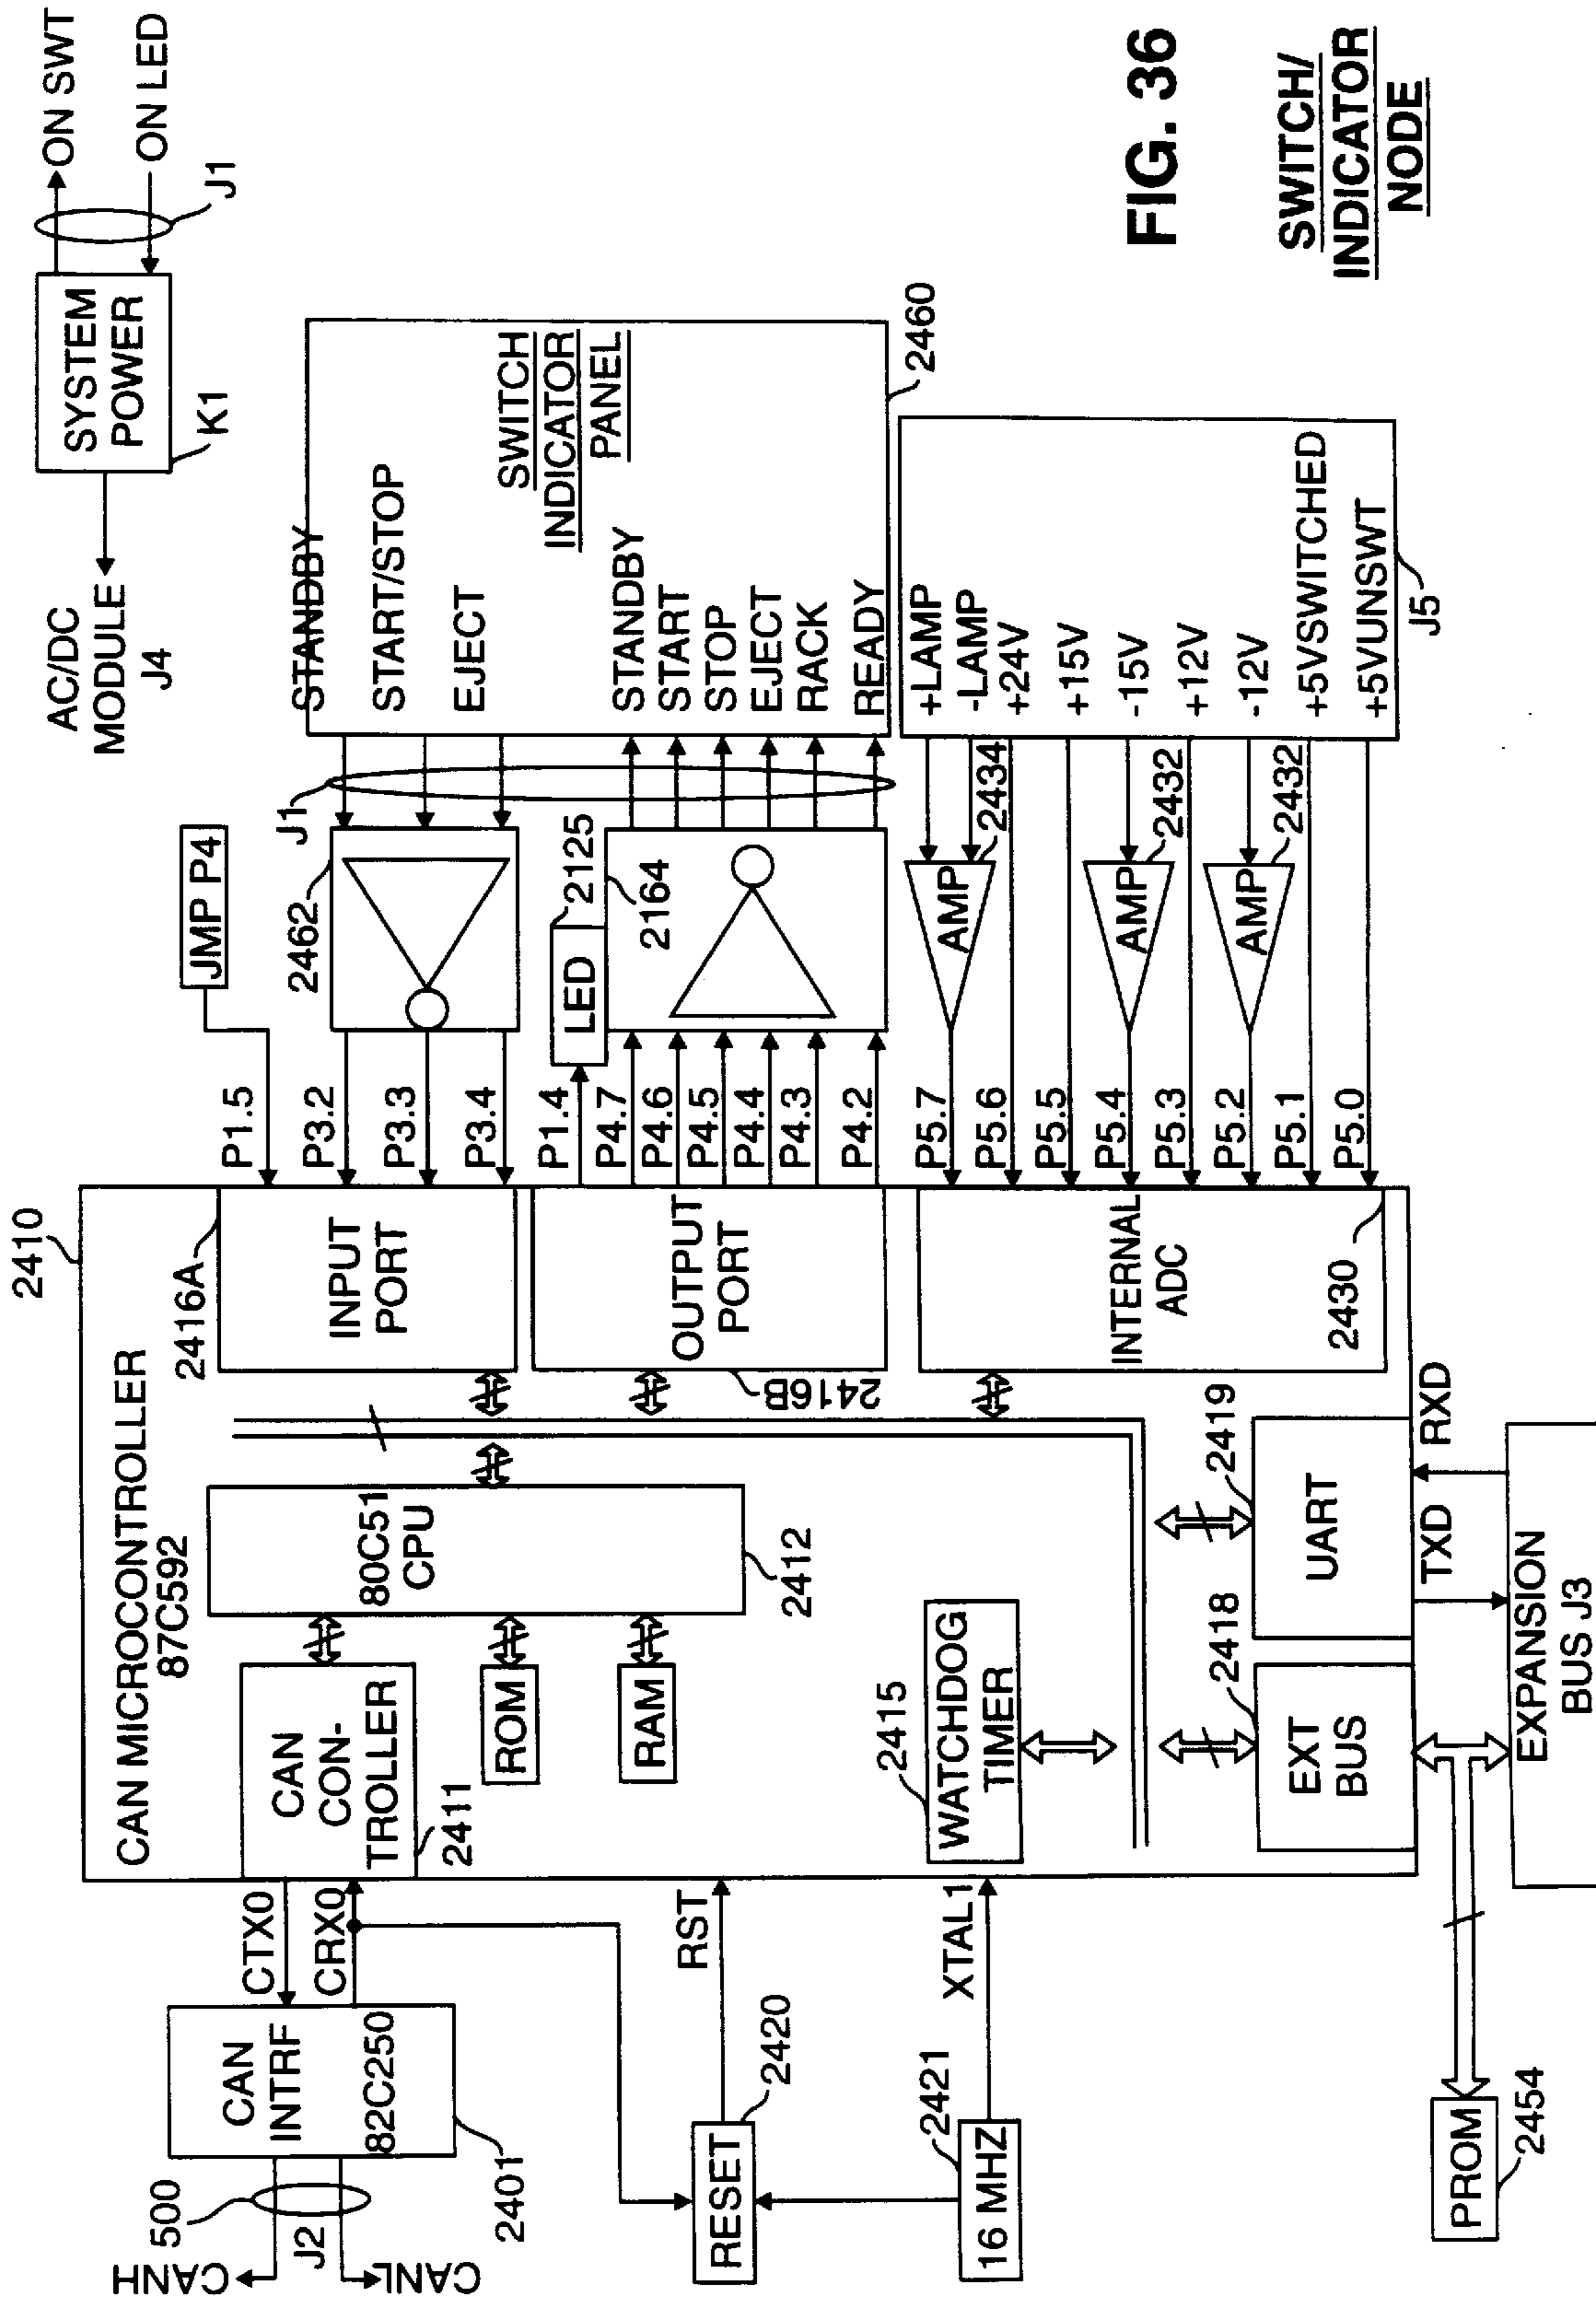 CANH
CANL
500
J2
CAN
INTRF
82C250
2401
CTX0
CRX0
RESET
2420
RST
16 MHZ
2421
XTAL1
PROM
2454
CAN MICROCONTROLLER
87C592
2410
CAN
CON-
TROLLER
2411
ROM
RAM
80C51
CPU
2412
WATCHDOG
TIMER
2415
EXT
BUS
2418
UART
2419
TXD
RXD
EXPANSION
BUS J3
2416A
INPUT
PORT
OUTPUT
PORT
2416B
INTERNAL
ADC
2430
P1.5
P3.2
P3.3
P3.4
P1.4
P4.7
P4.6
P4.5
P4.4
P4.3
P4.2
P5.7
P5.6
P5.5
P5.4
P5.3
P5.2
P5.1
P5.0
JMP P4
2462
J1
LED
2125
2164
AMP
2434
AMP
2432
AMP
2432
STANDBY
START/STOP
EJECT
STANDBY
START
STOP
EJECT
RACK
READY
SWITCH
INDICATOR
PANEL
2460
+LAMP
-LAMP
+24V
+15V
-15V
+12V
-12V
+5VSWITCHED
+5VUNSWT
J5
AC/DC
MODULE
J4
SYSTEM
POWER
K1
ON SWT
ON LED
J1
FIG. 36
SWITCH/
INDICATOR
NODE